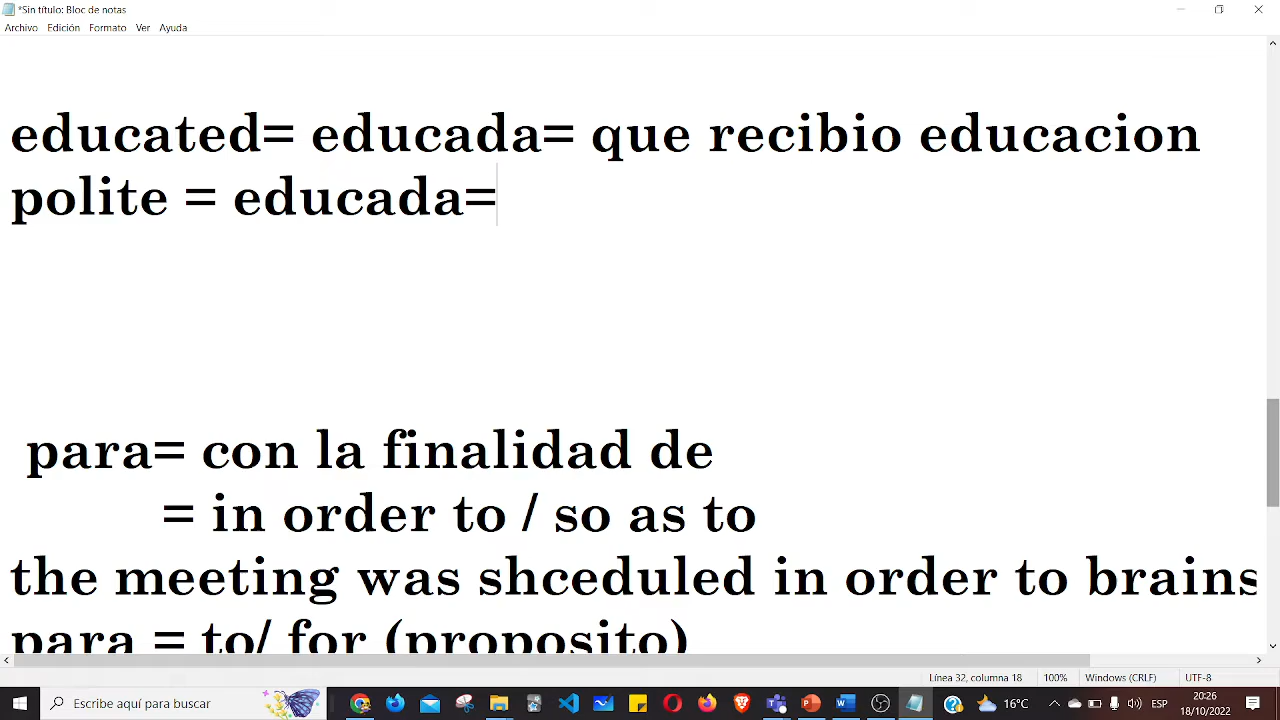 *Sin título: Bloc de notas
Archivo Edición Formato Ver Ayuda
educated= educada= que recibio educacion
polite = educada=
para= con la finalidad de
= in order to / so as to
the meeting was shceduled in order to brains
para = to/ for (proposito)
Línea 32, columna 18 100% Windows (CRLF) UTF-8
Escribe aquí para buscar
16°C
ESP
20:26
18/10/2022